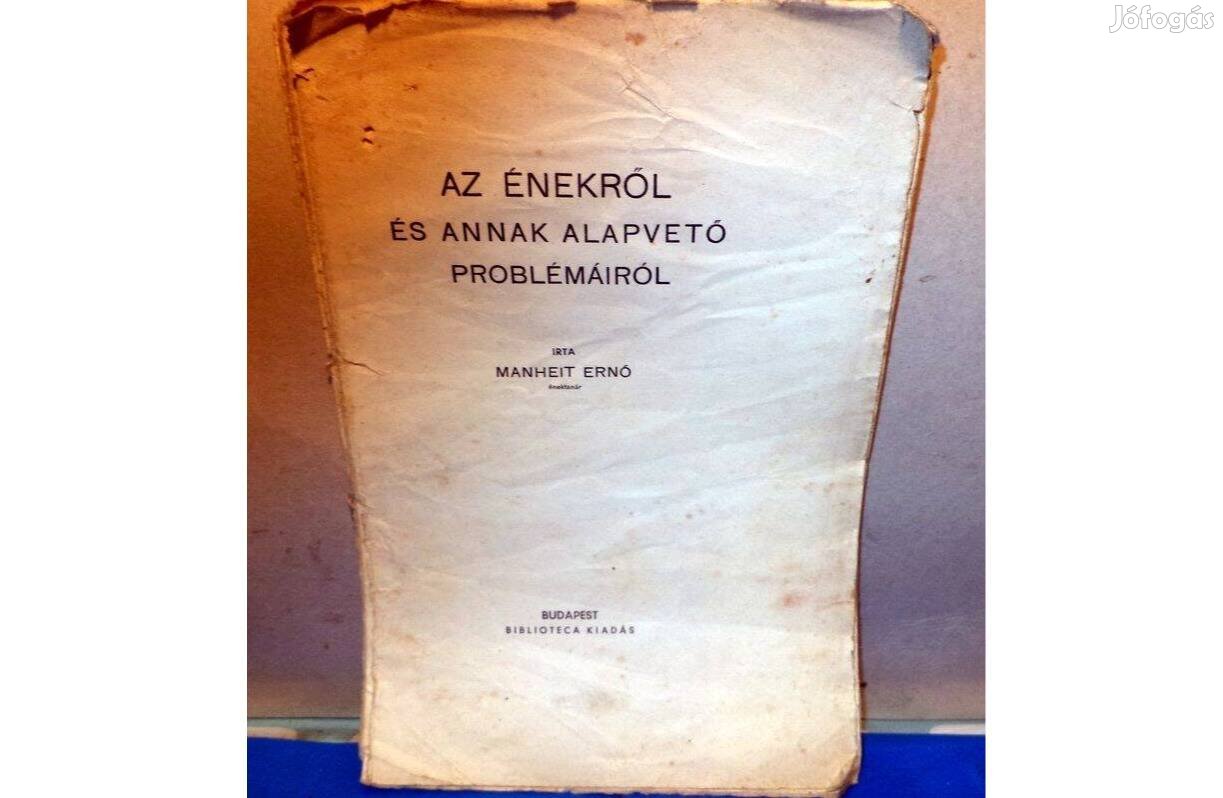 Jófogás
AZ ÉNEKRŐL
ÉS ANNAK ALAPVETŐ
PROBLÉMÁIRÓL
IRTA
MANHEIT ERNŐ
énektanár
BUDAPEST
BIBLIOTECA KIADÁS